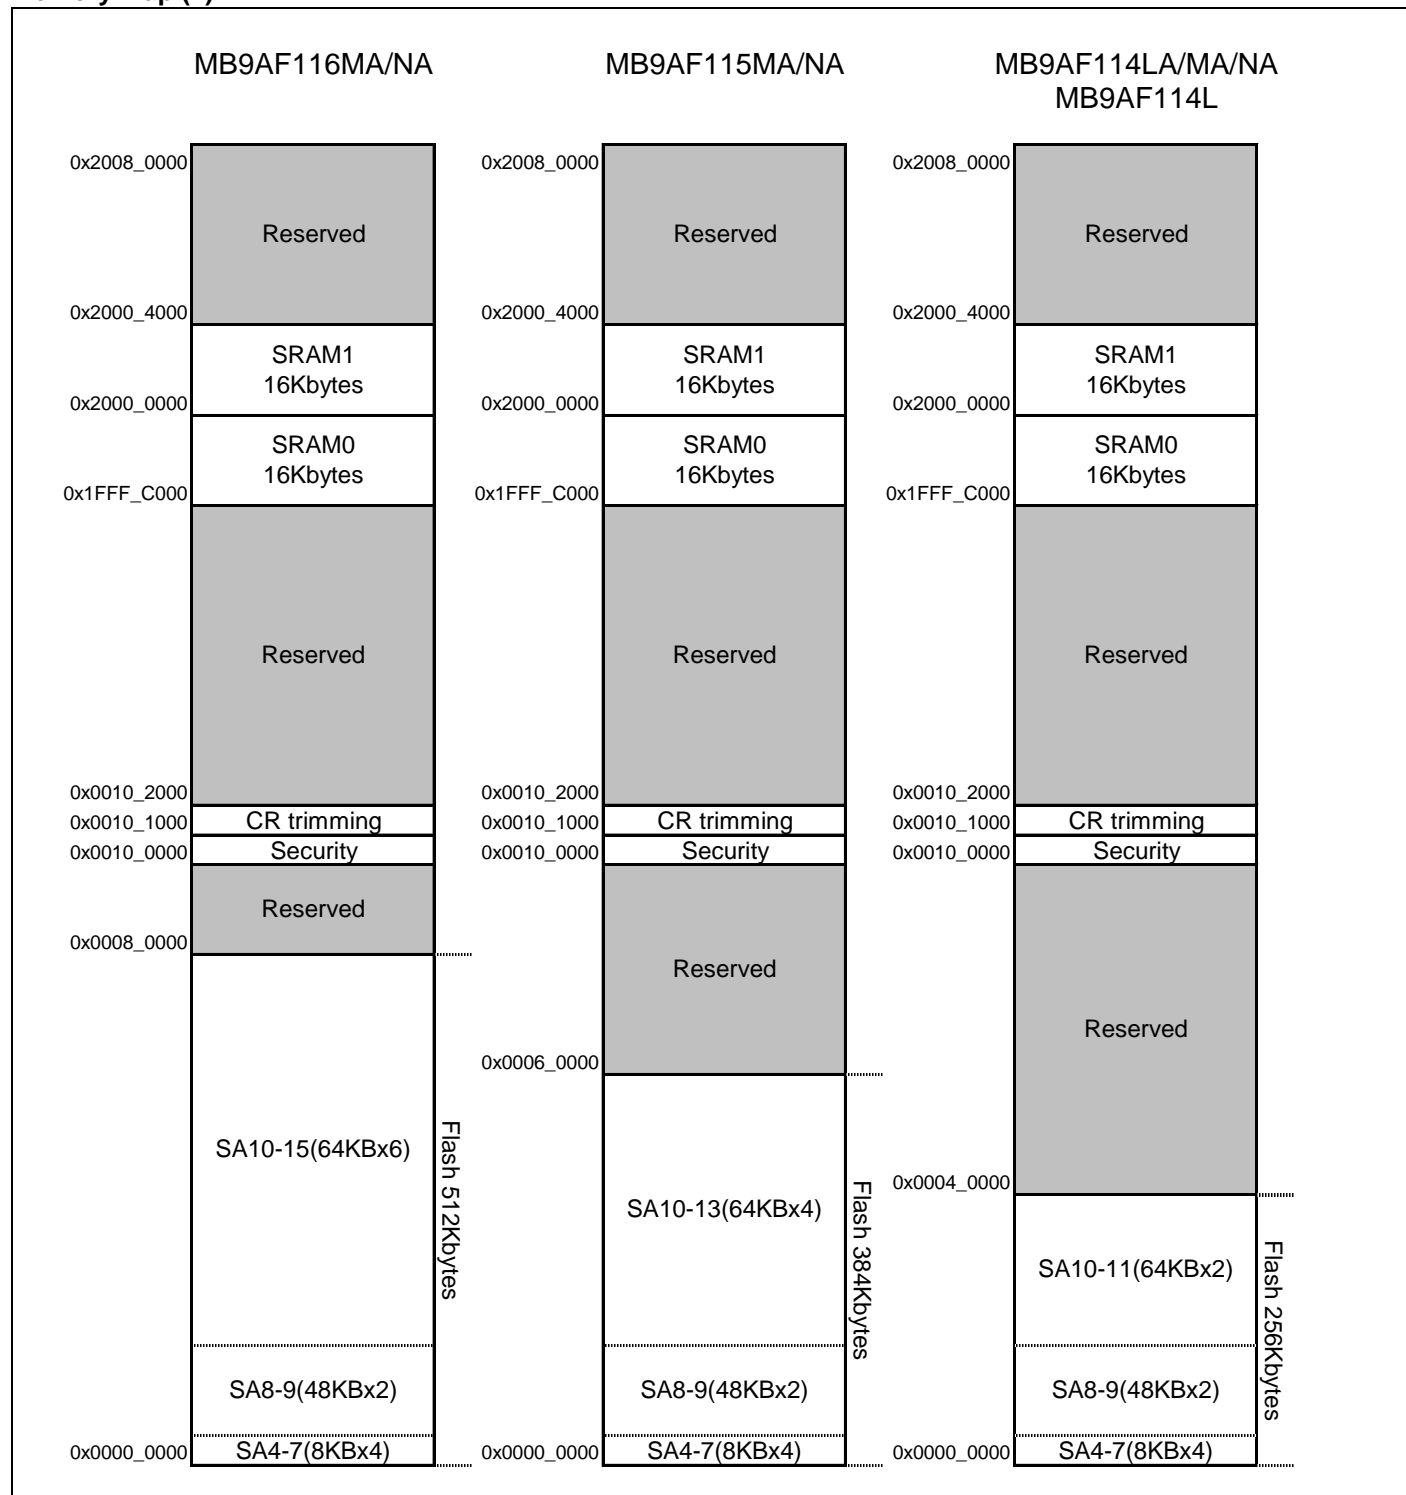 MB9AF116MA/NA
0x2008_0000
Reserved
0x2000_4000
SRAM1
16Kbytes
0x2000_0000
SRAM0
16Kbytes
0x1FFF_C000
Reserved
0x0010_2000
CR trimming
0x0010_1000
Security
0x0010_0000
Reserved
0x0008_0000
SA10-15(64KBx6)
Flash 512Kbytes
SA8-9(48KBx2)
SA4-7(8KBx4)
0x0000_0000
MB9AF115MA/NA
0x2008_0000
Reserved
0x2000_4000
SRAM1
16Kbytes
0x2000_0000
SRAM0
16Kbytes
0x1FFF_C000
Reserved
0x0010_2000
CR trimming
0x0010_1000
Security
0x0010_0000
Reserved
0x0006_0000
SA10-13(64KBx4)
Flash 384Kbytes
SA8-9(48KBx2)
SA4-7(8KBx4)
0x0000_0000
MB9AF114LA/MA/NA
MB9AF114L
0x2008_0000
Reserved
0x2000_4000
SRAM1
16Kbytes
0x2000_0000
SRAM0
16Kbytes
0x1FFF_C000
Reserved
0x0010_2000
CR trimming
0x0010_1000
Security
0x0010_0000
Reserved
0x0004_0000
SA10-11(64KBx2)
Flash 256Kbytes
SA8-9(48KBx2)
SA4-7(8KBx4)
0x0000_0000